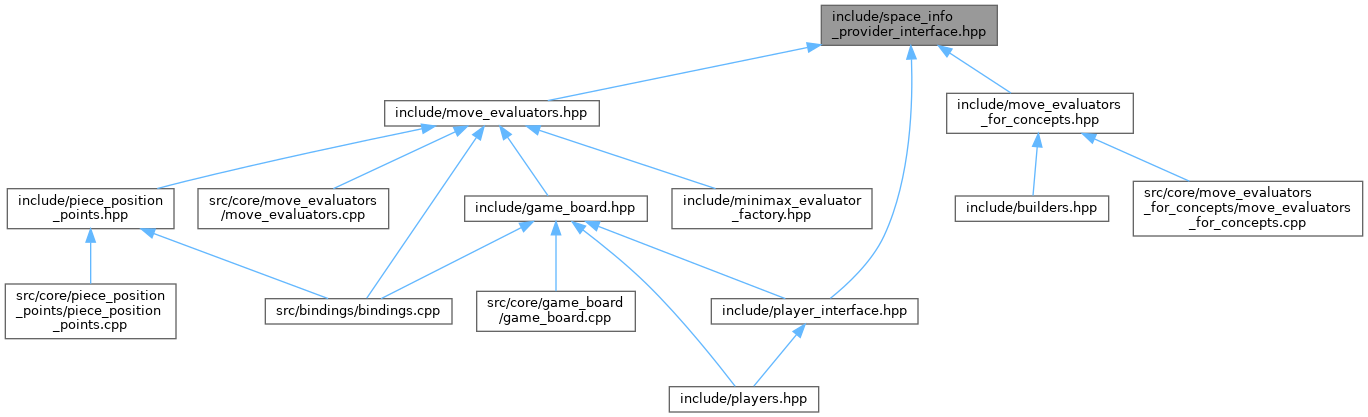 include/space_info
_provider_interface.hpp
include/move_evaluators.hpp
include/move_evaluators
_for_concepts.hpp
include/piece_position
_points.hpp
src/core/move_evaluators
/move_evaluators.cpp
include/game_board.hpp
include/minimax_evaluator
_factory.hpp
include/builders.hpp
src/core/move_evaluators
_for_concepts/move_evaluators
_for_concepts.cpp
src/core/piece_position
_points/piece_position
_points.cpp
src/bindings/bindings.cpp
src/core/game_board
/game_board.cpp
include/player_interface.hpp
include/players.hpp